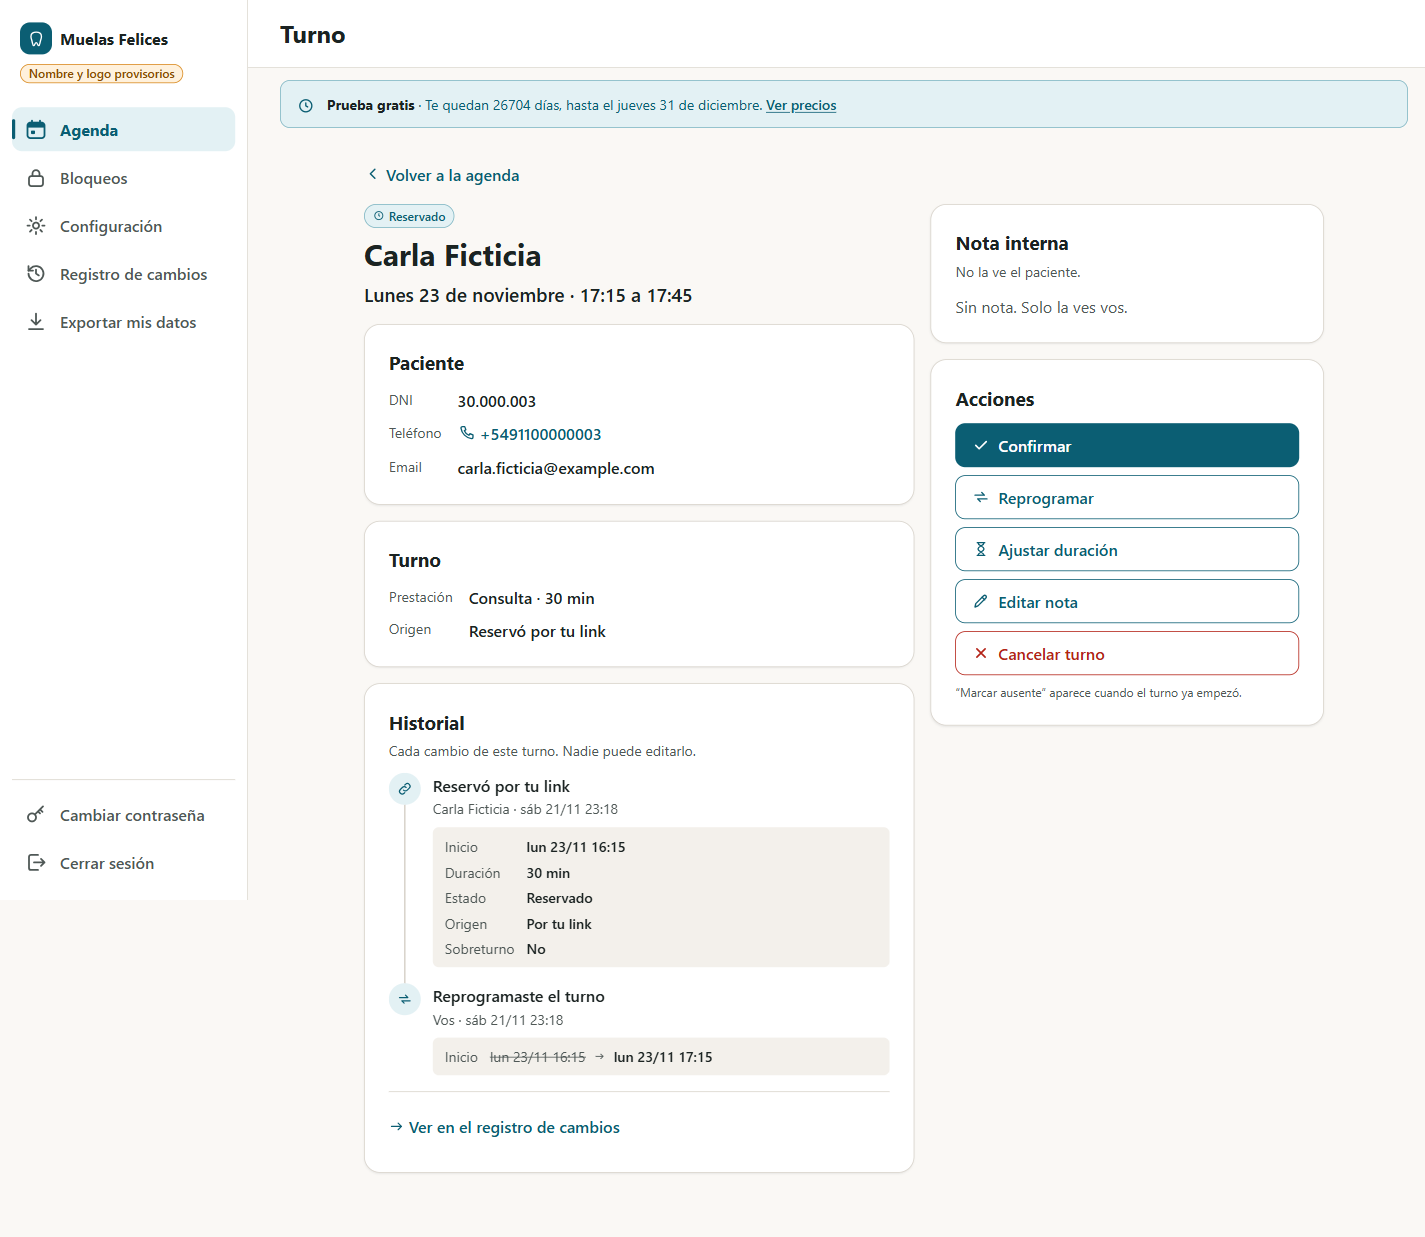 Muelas Felices
Nombre y logo provisorios
Agenda
Bloqueos
Configuración
Registro de cambios
Exportar mis datos
Cambiar contraseña
Cerrar sesión
Turno
Prueba gratis · Te quedan 26704 días, hasta el jueves 31 de diciembre. Ver precios
Volver a la agenda
Reservado
Carla Ficticia
Lunes 23 de noviembre · 17:15 a 17:45
Paciente
DNI 30.000.003
Teléfono +5491100000003
Email carla.ficticia@example.com
Turno
Prestación Consulta · 30 min
Origen Reservó por tu link
Historial
Cada cambio de este turno. Nadie puede editarlo.
Reservó por tu link
Carla Ficticia · sáb 21/11 23:18
Inicio lun 23/11 16:15
Duración 30 min
Estado Reservado
Origen Por tu link
Sobreturno No
Reprogramaste el turno
Vos · sáb 21/11 23:18
Inicio lun 23/11 16:15 → lun 23/11 17:15
→ Ver en el registro de cambios
Nota interna
No la ve el paciente.
Sin nota. Solo la ves vos.
Acciones
Confirmar
Reprogramar
Ajustar duración
Editar nota
Cancelar turno
“Marcar ausente” aparece cuando el turno ya empezó.